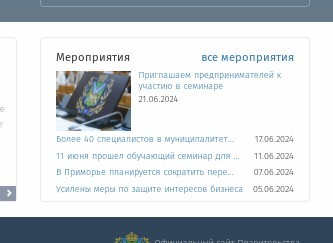 Мероприятия все мероприятия
Приглашаем предпринимателей к
участию в семинаре
21.06.2024
Более 40 специалистов в муниципалитет... 17.06.2024
11 июня прошел обучающий семинар для ... 11.06.2024
В Приморье планируется сократить пере... 07.06.2024
Усилены меры по защите интересов бизнеса 05.06.2024
Официальный сайт Правительства